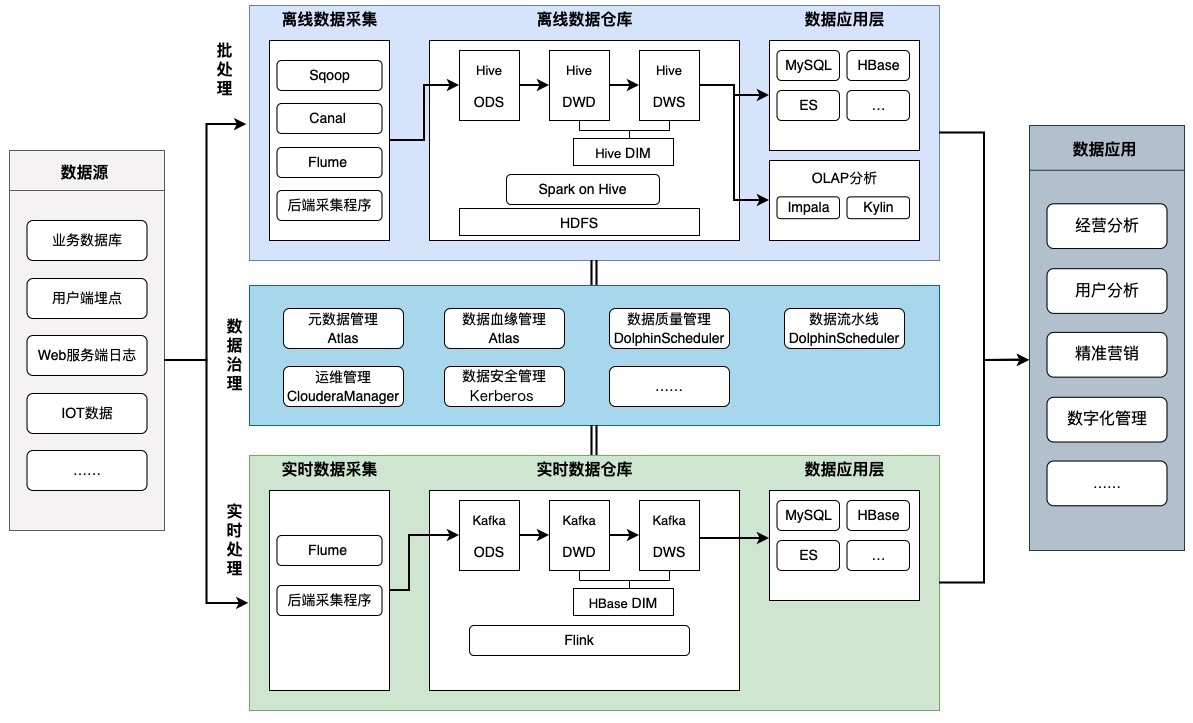 数据源
业务数据库
用户端埋点
Web服务端日志
IOT数据
……
批处理
离线数据采集
Sqoop
Canal
Flume
后端采集程序
离线数据仓库
Hive
ODS
Hive
DWD
Hive
DWS
Hive DIM
Spark on Hive
HDFS
数据应用层
MySQL
HBase
ES
…
OLAP分析
Impala
Kylin
数据治理
元数据管理
Atlas
数据血缘管理
Atlas
数据质量管理
DolphinScheduler
数据流水线
DolphinScheduler
运维管理
ClouderaManager
数据安全管理
Kerberos
……
实时处理
实时数据采集
Flume
后端采集程序
实时数据仓库
Kafka
ODS
Kafka
DWD
Kafka
DWS
HBase DIM
Flink
数据应用层
MySQL
HBase
ES
…
数据应用
经营分析
用户分析
精准营销
数字化管理
……